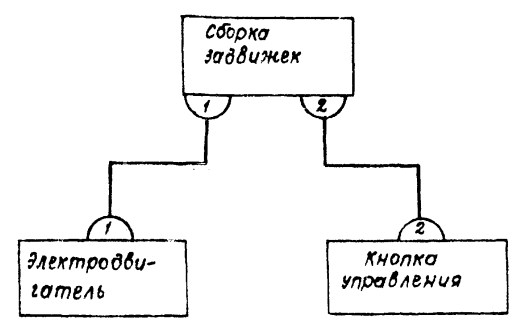 Сборка
задвижек
1
2
1
2
Электродви-
гатель
Кнопка
управления